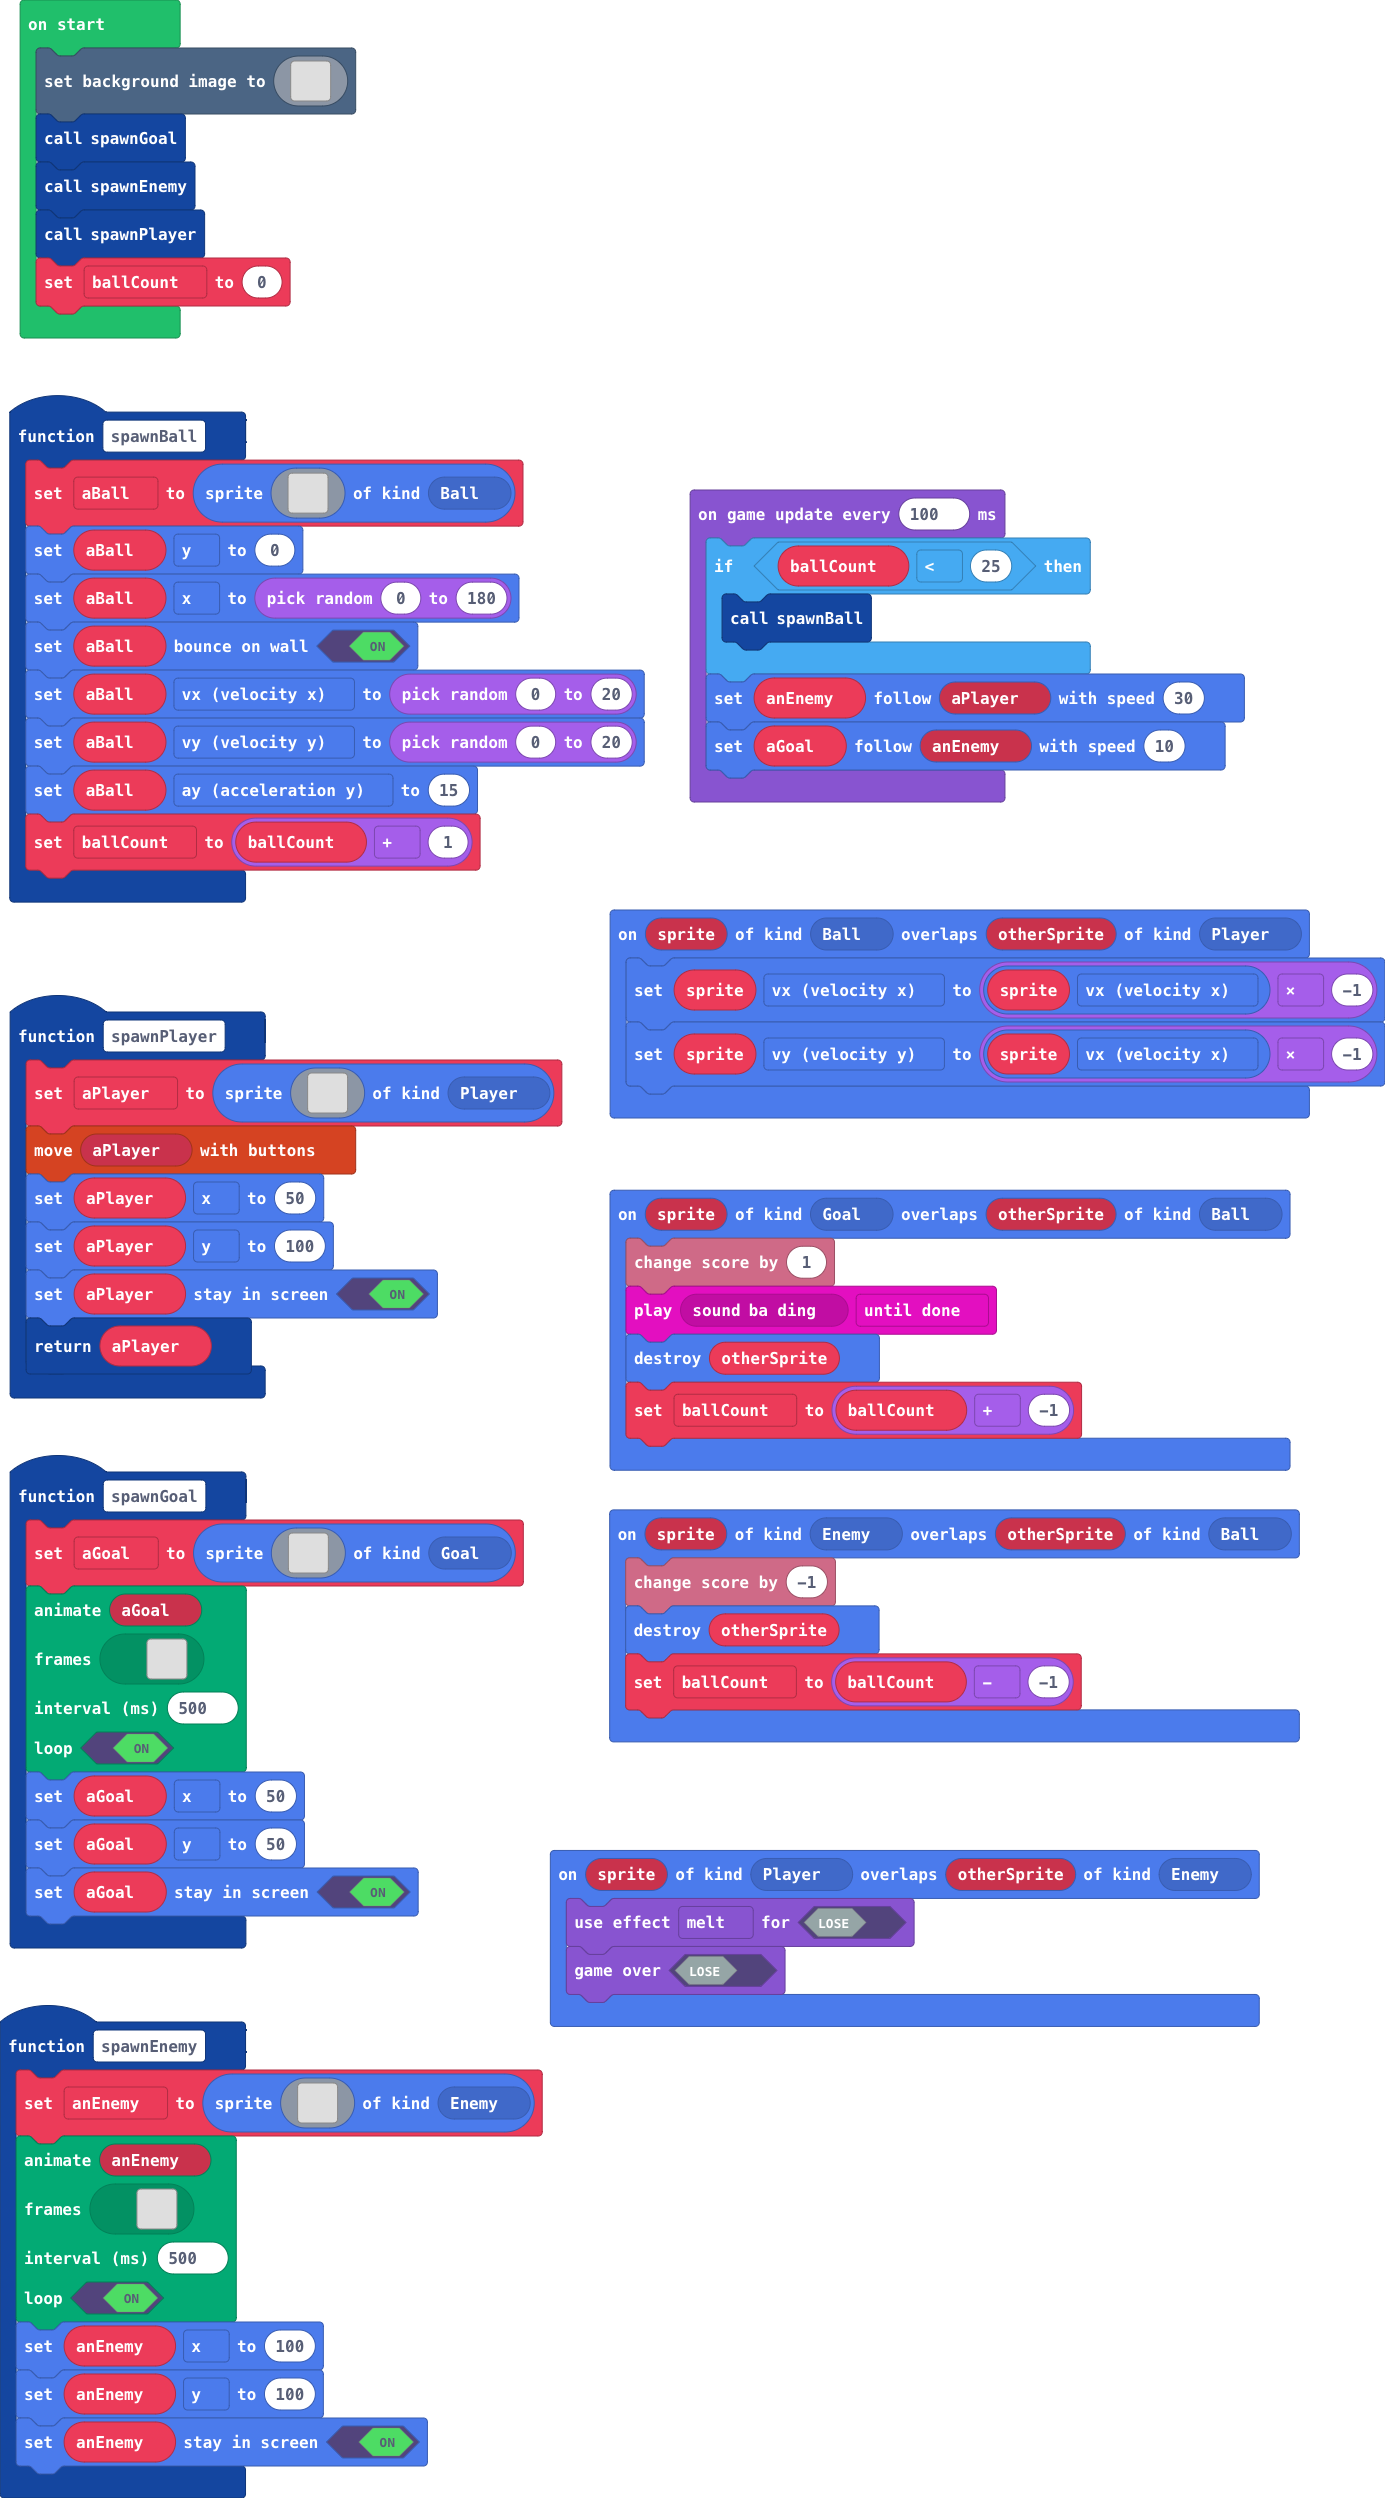 on start
set background image to
call spawnGoal
call spawnEnemy
call spawnPlayer
set ballCount to 0
function spawnBall
set aBall to sprite of kind Ball
set aBall y to 0
set aBall x to pick random 0 to 180
set aBall bounce on wall ON
set aBall vx (velocity x) to pick random 0 to 20
set aBall vy (velocity y) to pick random 0 to 20
set aBall ay (acceleration y) to 15
set ballCount to ballCount + 1
on game update every 100 ms
if ballCount < 25 then
call spawnBall
set anEnemy follow aPlayer with speed 30
set aGoal follow anEnemy with speed 10
on sprite of kind Ball overlaps otherSprite of kind Player
set sprite vx (velocity x) to sprite vx (velocity x) × −1
set sprite vy (velocity y) to sprite vx (velocity x) × −1
function spawnPlayer
set aPlayer to sprite of kind Player
move aPlayer with buttons
set aPlayer x to 50
set aPlayer y to 100
set aPlayer stay in screen ON
return aPlayer
on sprite of kind Goal overlaps otherSprite of kind Ball
change score by 1
play sound ba ding until done
destroy otherSprite
set ballCount to ballCount + −1
function spawnGoal
set aGoal to sprite of kind Goal
animate aGoal
frames
interval (ms) 500
loop ON
set aGoal x to 50
set aGoal y to 50
set aGoal stay in screen ON
on sprite of kind Enemy overlaps otherSprite of kind Ball
change score by −1
destroy otherSprite
set ballCount to ballCount − −1
on sprite of kind Player overlaps otherSprite of kind Enemy
use effect melt for LOSE
game over LOSE
function spawnEnemy
set anEnemy to sprite of kind Enemy
animate anEnemy
frames
interval (ms) 500
loop ON
set anEnemy x to 100
set anEnemy y to 100
set anEnemy stay in screen ON